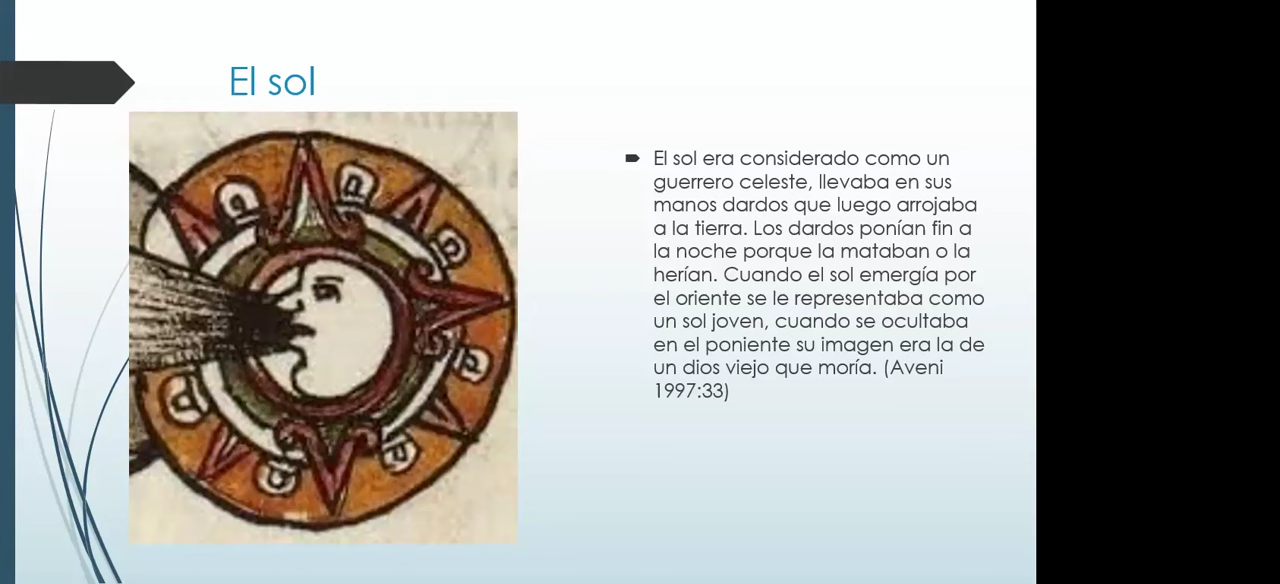 El sol
El sol era considerado como un
guerrero celeste, llevaba en sus
manos dardos que luego arrojaba
a la tierra. Los dardos ponían fin a
la noche porque la mataban o la
herían. Cuando el sol emergía por
el oriente se le representaba como
un sol joven, cuando se ocultaba
en el poniente su imagen era la de
un dios viejo que moría. (Aveni
1997:33)